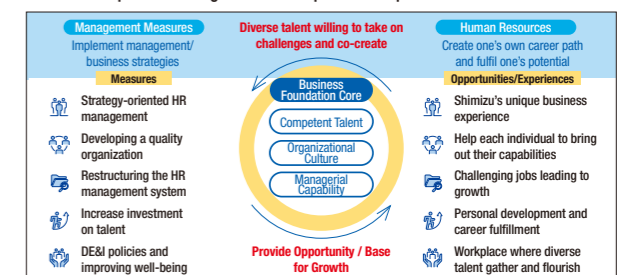 Management Measures
Implement management/
business strategies
Measures
Strategy-oriented HR
management
Developing a quality
organization
Restructuring the HR
management system
Increase investment
on talent
DE&I policies and
improving well-being
Diverse talent willing to take on
challenges and co-create
Business
Foundation Core
Competent Talent
Organizational
Culture
Managerial
Capability
Provide Opportunity / Base
for Growth
Human Resources
Create one's own career path
and fulfil one's potential
Opportunities/Experiences
Shimizu's unique business
experience
Help each individual to bring
out their capabilities
Challenging jobs leading to
growth
Personal development and
career fulfillment
Workplace where diverse
talent gather and flourish